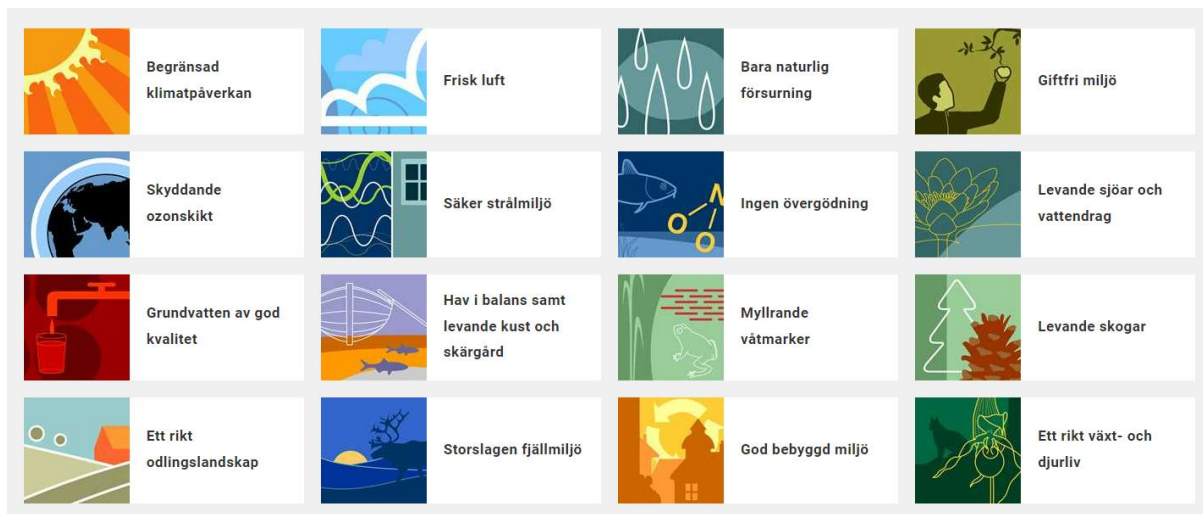 Begränsad
klimatpåverkan
Frisk luft
Bara naturlig
försurning
Giftfri miljö
Skyddande
ozonskikt
Säker strålmiljö
N
O
O
Ingen övergödning
Levande sjöar och
vattendrag
Grundvatten av god
kvalitet
Hav i balans samt
levande kust och
skärgård
Myllrande
våtmarker
Levande skogar
Ett rikt
odlingslandskap
Storslagen fjällmiljö
God bebyggd miljö
Ett rikt växt- och
djurliv